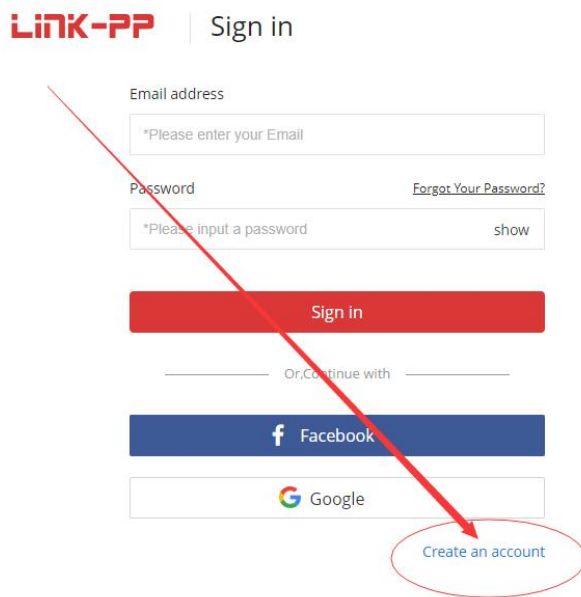 LINK-PP Sign in
Email address
*Please enter your Email
Password Forgot Your Password?
*Please input a password show
Sign in
Or,Continue with
f Facebook
G Google
Create an account